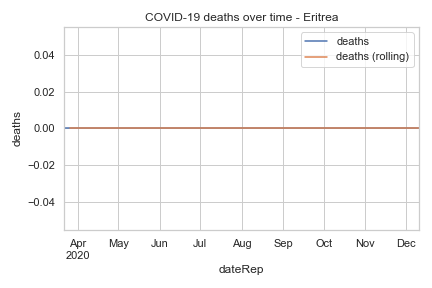 COVID-19 deaths over time - Eritrea
deaths
deaths (rolling)
0.04
0.02
0.00
−0.02
−0.04
deaths
Apr May Jun Jul Aug Sep Oct Nov Dec
2020
dateRep